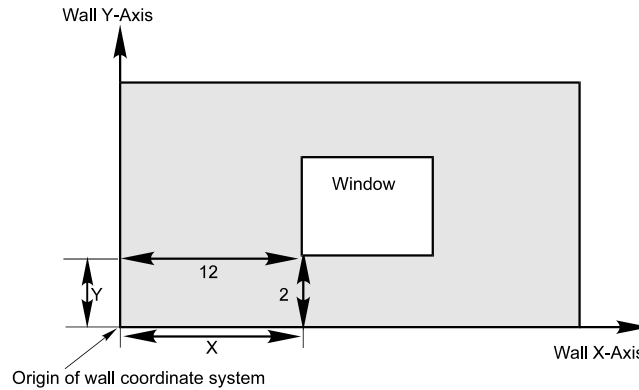 Wall Y-Axis
Window
12
Y
2
X
Wall X-Axis
Origin of wall coordinate system